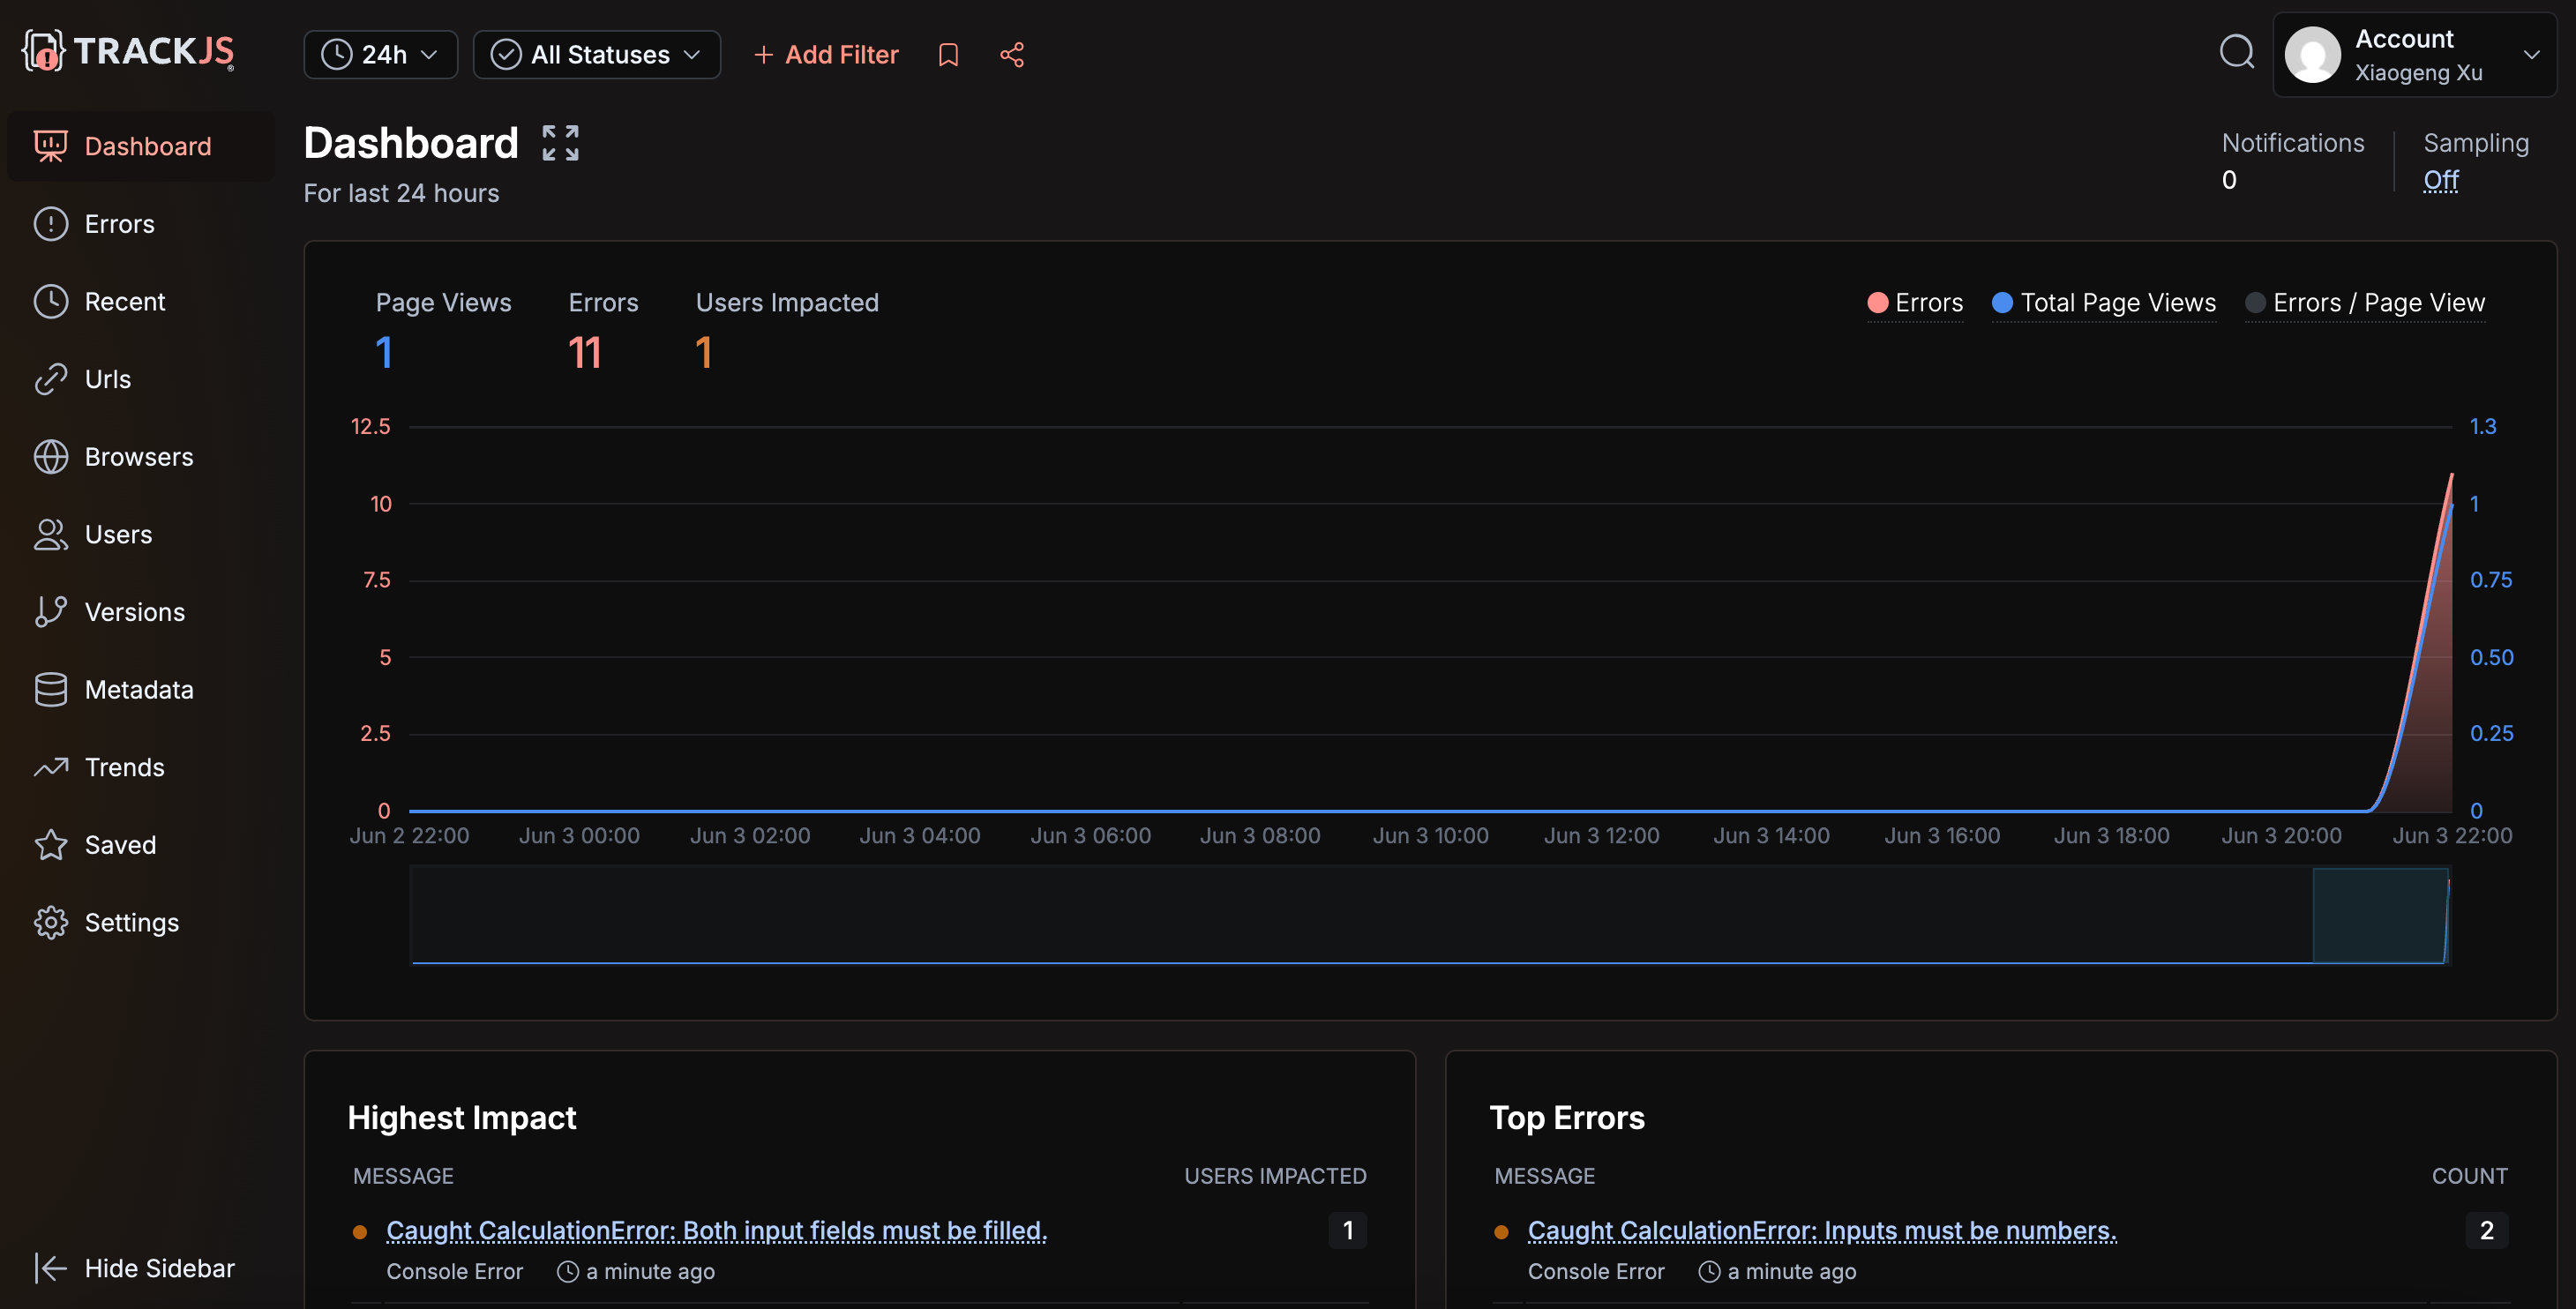 TRACKJS
24h
All Statuses
+ Add Filter
Account
Xiaogeng Xu
Dashboard
Errors
Recent
Urls
Browsers
Users
Versions
Metadata
Trends
Saved
Settings
Hide Sidebar
Dashboard
For last 24 hours
Notifications
0
Sampling
Off
Page Views
1
Errors
11
Users Impacted
1
Errors
Total Page Views
Errors / Page View
12.5
10
7.5
5
2.5
0
1.3
1
0.75
0.50
0.25
0
Jun 2 22:00 Jun 3 00:00 Jun 3 02:00 Jun 3 04:00 Jun 3 06:00 Jun 3 08:00 Jun 3 10:00 Jun 3 12:00 Jun 3 14:00 Jun 3 16:00 Jun 3 18:00 Jun 3 20:00 Jun 3 22:00
Highest Impact
MESSAGE USERS IMPACTED
Caught CalculationError: Both input fields must be filled. 1
Console Error a minute ago
Top Errors
MESSAGE COUNT
Caught CalculationError: Inputs must be numbers. 2
Console Error a minute ago